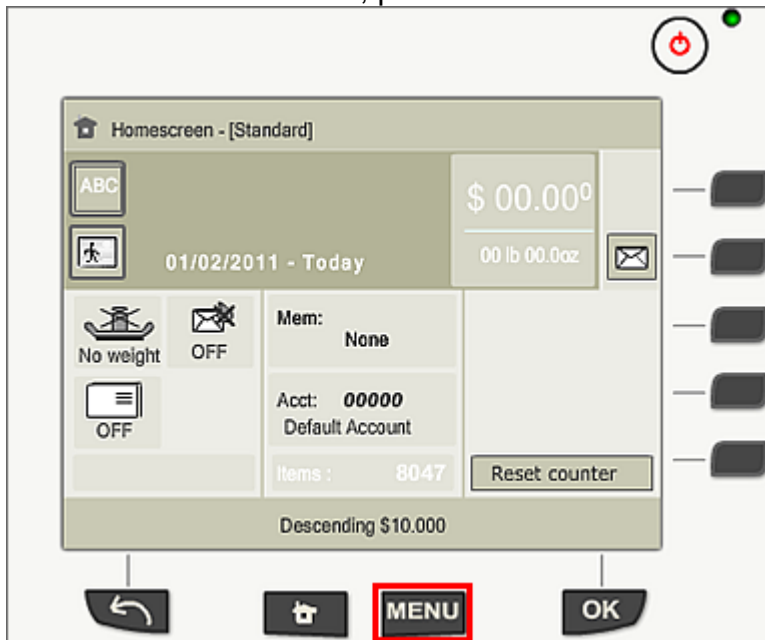 Homescreen - [Standard]
ABC
$ 00.00⁰
01/02/2011 - Today
00 lb 00.0oz
No weight
OFF
Mem:
None
OFF
Acct: 00000
Default Account
Items : 8047
Reset counter
Descending $10.000
MENU
OK